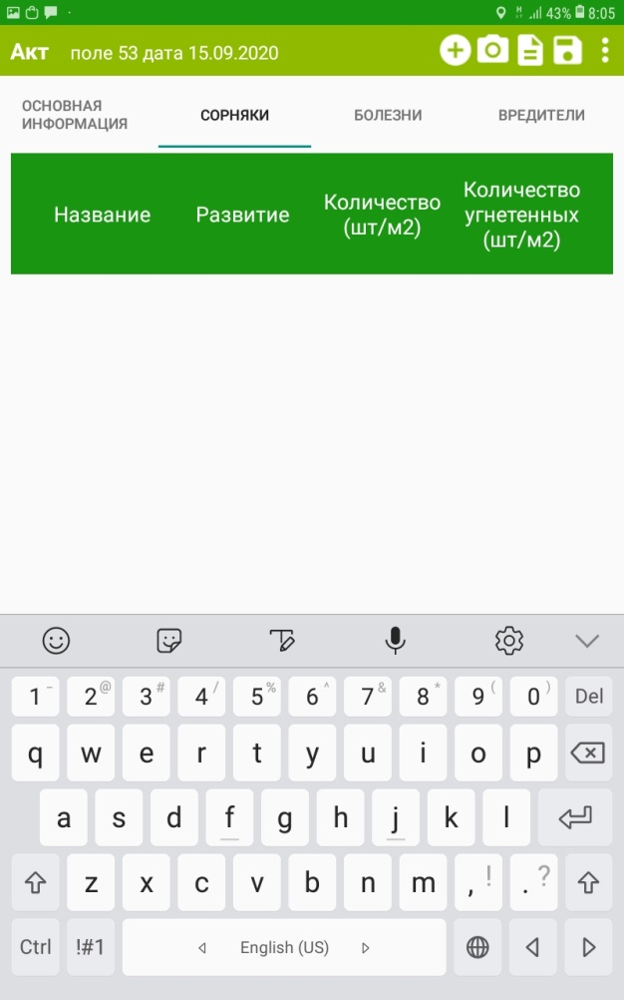 43% 8:05
Акт поле 53 дата 15.09.2020
ОСНОВНАЯ
ИНФОРМАЦИЯ
СОРНЯКИ
БОЛЕЗНИ
ВРЕДИТЕЛИ
Название
Развитие
Количество
(шт/м2)
Количество
угнетенных
(шт/м2)
1 - 2 @ 3 # 4 / 5 % 6 ^ 7 & 8 * 9 ( 0 ) Del
q w e r t y u i o p
a s d f g h j k l
z x c v b n m , ! . ?
Ctrl !#1 English (US)